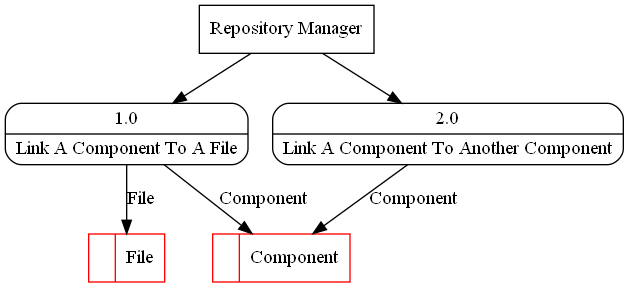 Repository Manager
1.0
2.0
Link A Component To A File
Link A Component To Another Component
File
Component
Component
File
Component